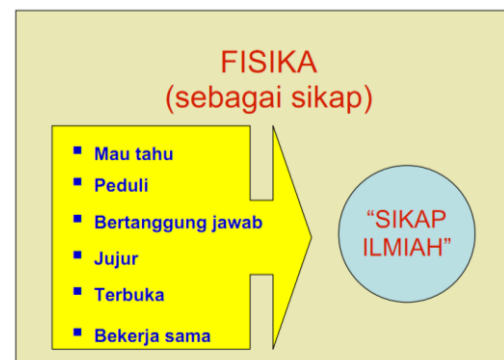 FISIKA
(sebagai sikap)
▪ Mau tahu
▪ Peduli
▪ Bertanggung jawab
▪ Jujur
▪ Terbuka
▪ Bekerja sama
“SIKAP
ILMIAH”